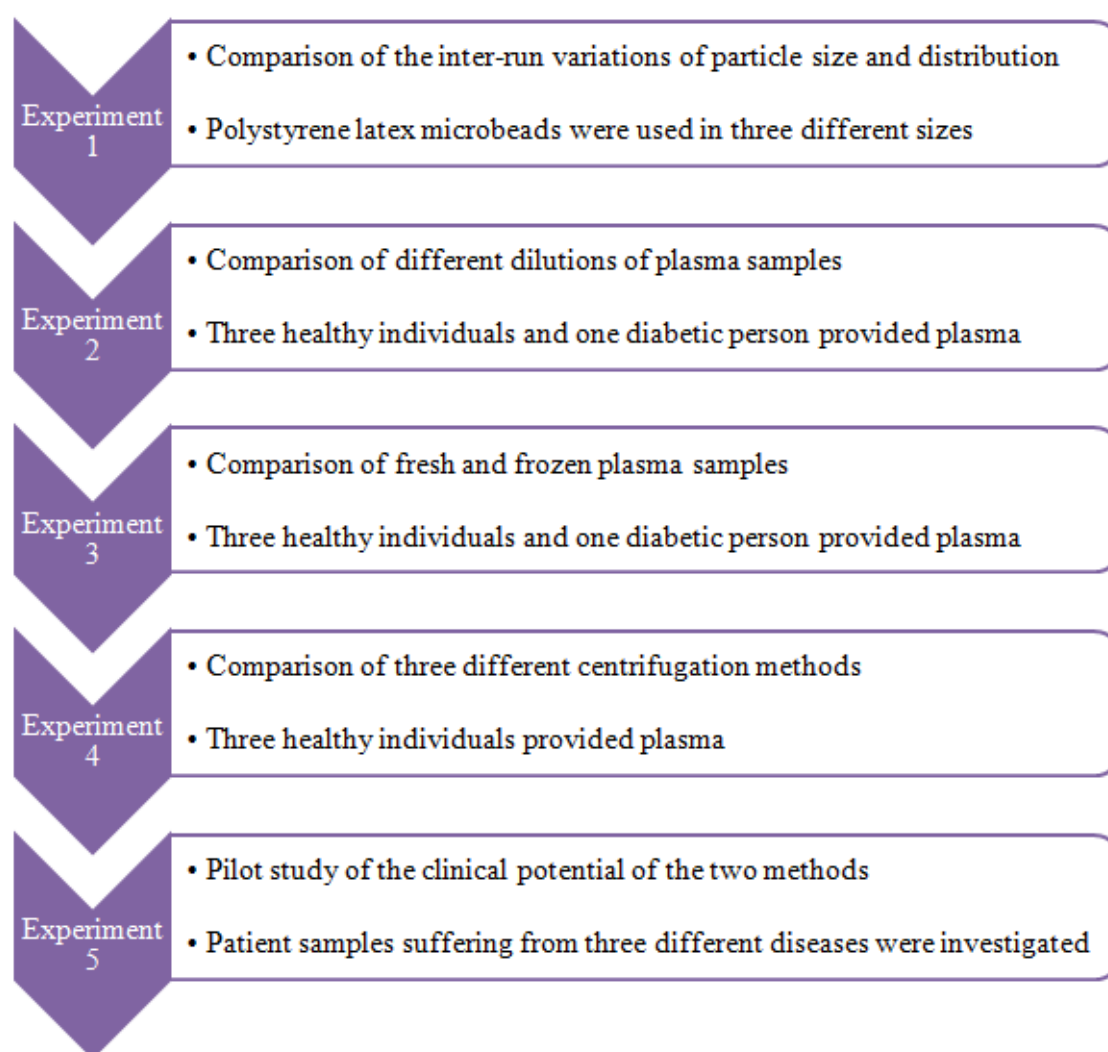 Experiment
1
• Comparison of the inter-run variations of particle size and distribution
• Polystyrene latex microbeads were used in three different sizes
Experiment
2
• Comparison of different dilutions of plasma samples
• Three healthy individuals and one diabetic person provided plasma
Experiment
3
• Comparison of fresh and frozen plasma samples
• Three healthy individuals and one diabetic person provided plasma
Experiment
4
• Comparison of three different centrifugation methods
• Three healthy individuals provided plasma
Experiment
5
• Pilot study of the clinical potential of the two methods
• Patient samples suffering from three different diseases were investigated